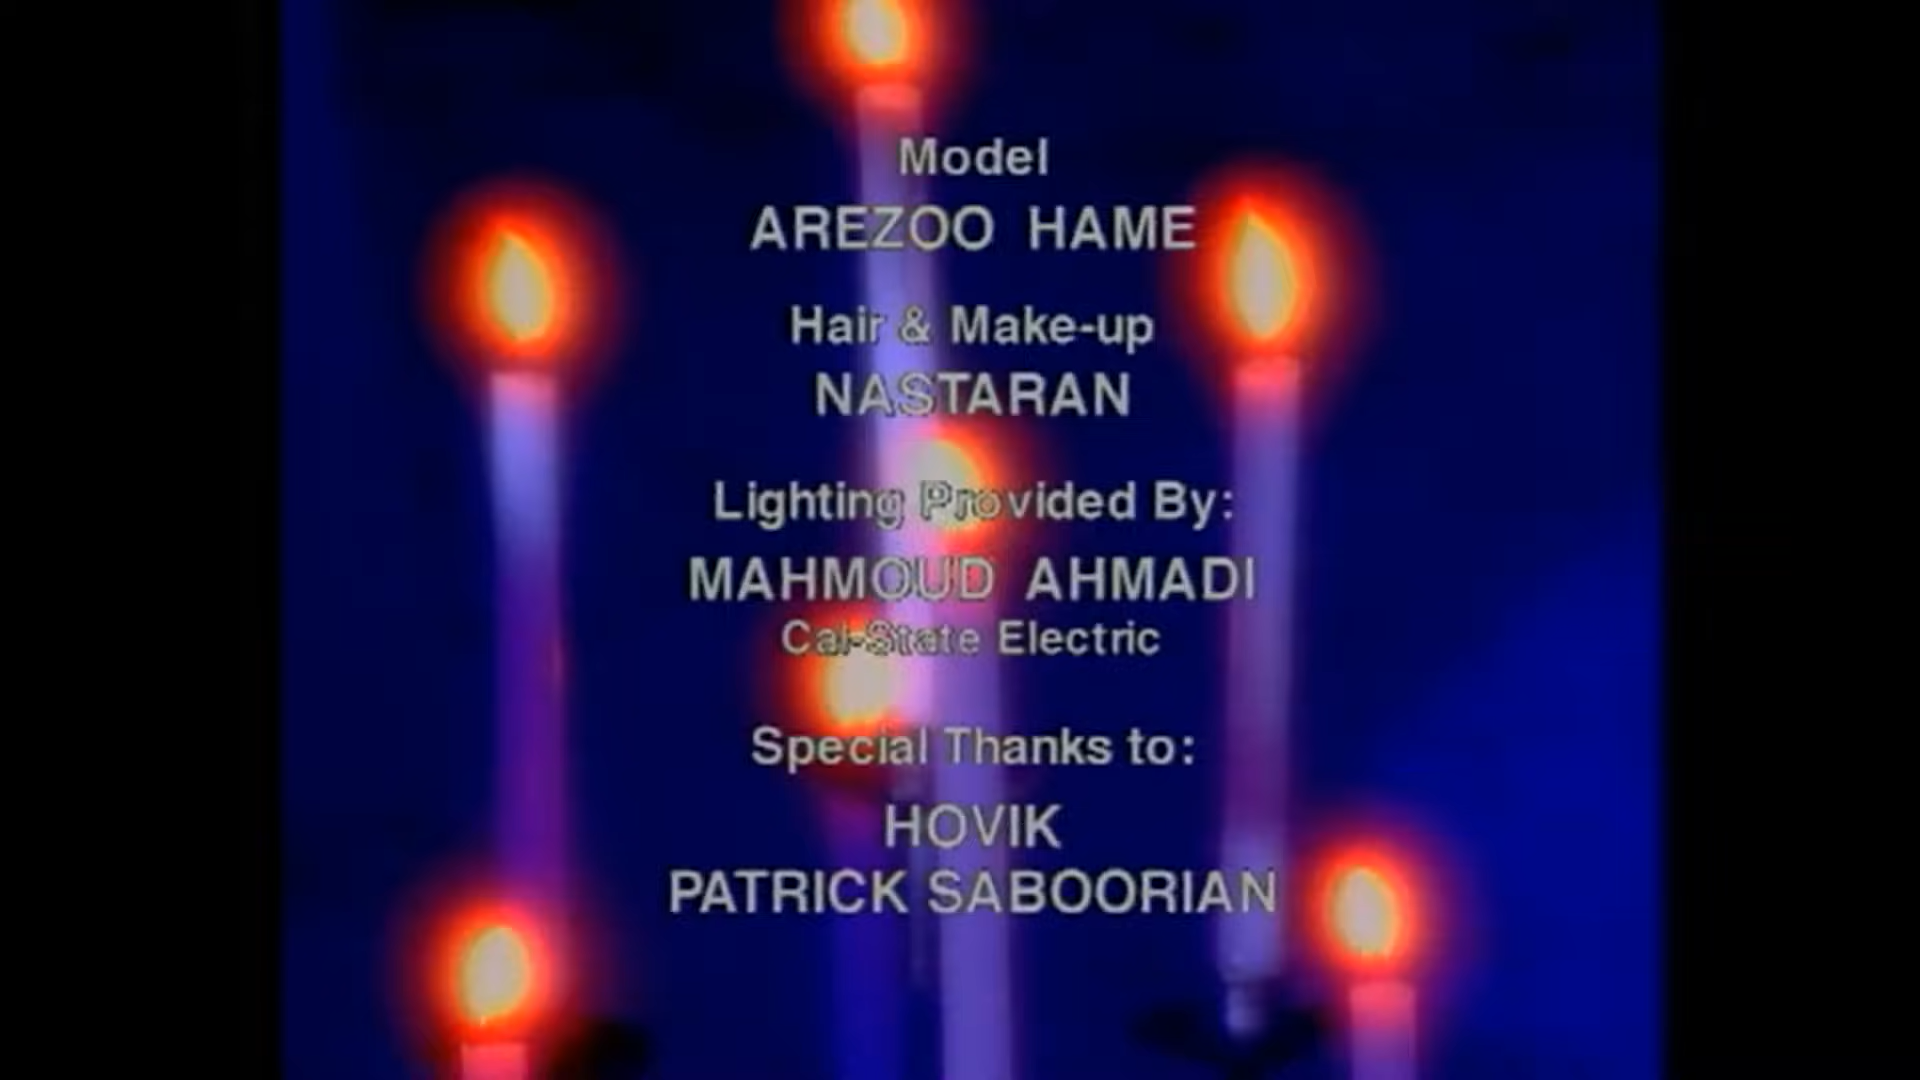 Model
AREZOO HAME
Hair & Make-up
NASTARAN
Lighting Provided By:
MAHMOUD AHMADI
Cal-State Electric
Special Thanks to:
HOVIK
PATRICK SABOORIAN